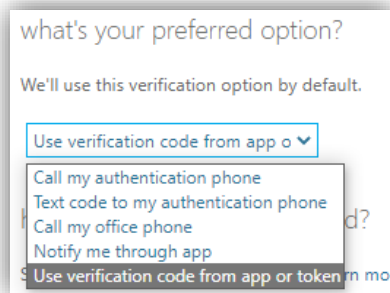 what's your preferred option?
We'll use this verification option by default.
Use verification code from app o
Call my authentication phone
Text code to my authentication phone
Call my office phone
Notify me through app
Use verification code from app or token